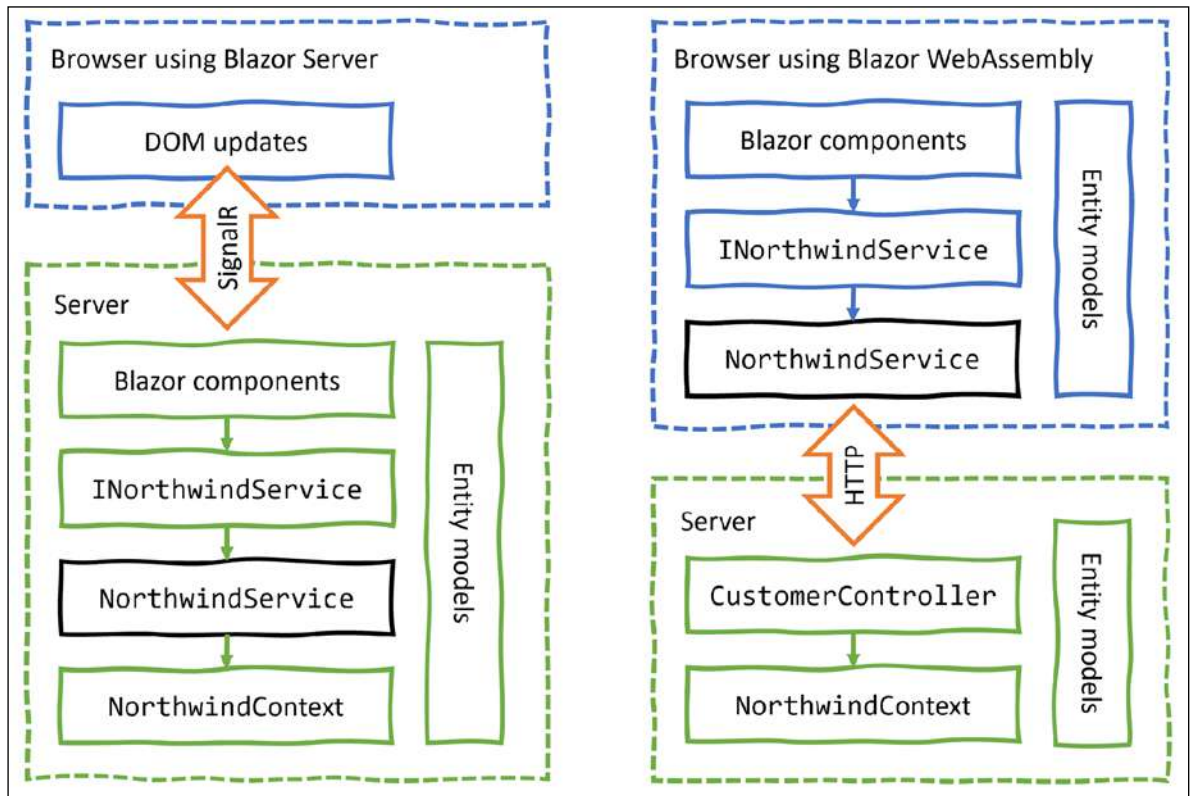 Browser using Blazor Server
DOM updates
SignalR
Server
Blazor components
INorthwindService
NorthwindService
NorthwindContext
Entity models
Browser using Blazor WebAssembly
Blazor components
INorthwindService
NorthwindService
Entity models
HTTP
Server
CustomerController
NorthwindContext
Entity models